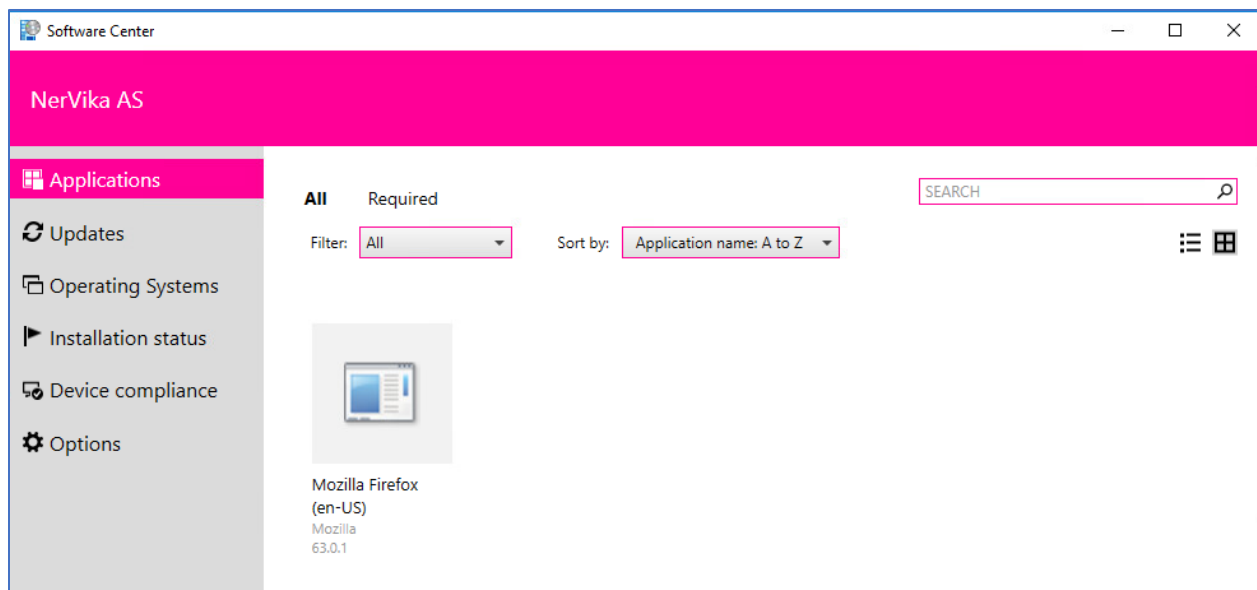 Software Center
NerVika AS
Applications
Updates
Operating Systems
Installation status
Device compliance
Options
All Required
SEARCH
Filter: All Sort by: Application name: A to Z
Mozilla Firefox
(en-US)
Mozilla
63.0.1